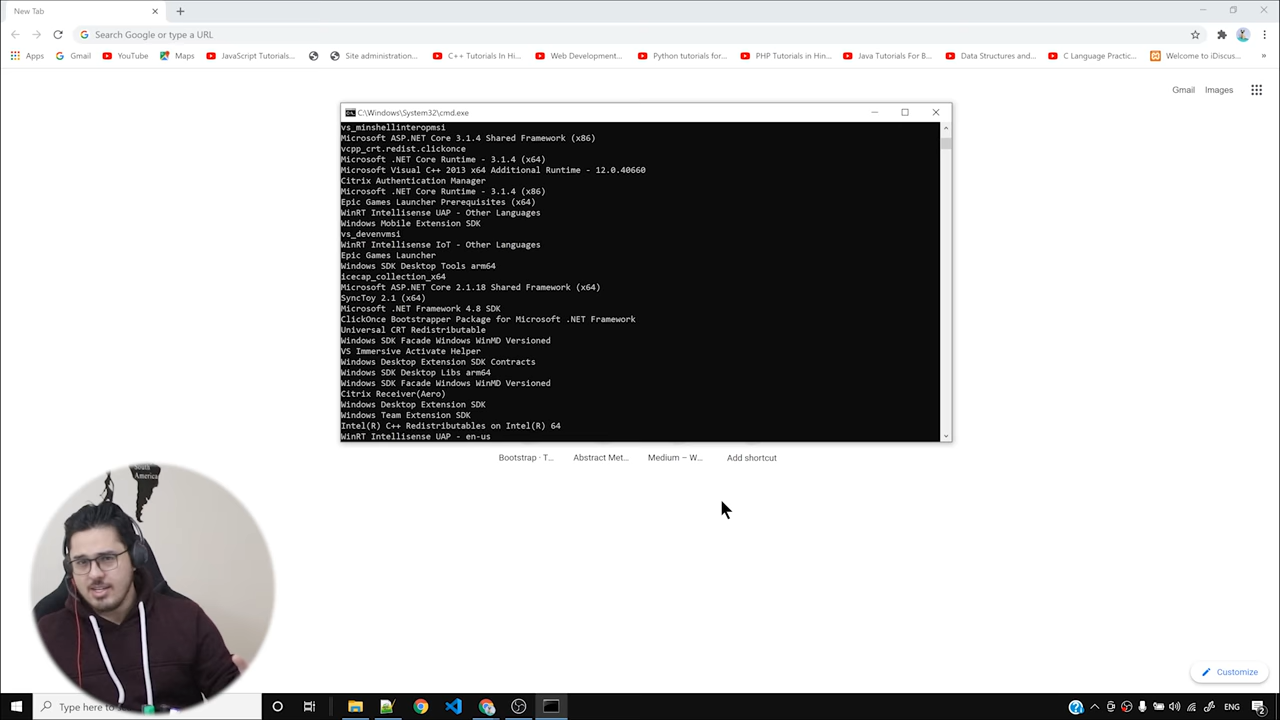 New Tab
Search Google or type a URL
Apps
Gmail
YouTube
Maps
JavaScript Tutorials...
Site administration...
C++ Tutorials In Hi...
Web Development...
Python tutorials for...
PHP Tutorials in Hin...
Java Tutorials For B...
Data Structures and...
C Language Practic...
Welcome to iDiscus...
Gmail
Images
C:\Windows\System32\cmd.exe
vs_minshellinteropmsi
Microsoft ASP.NET Core 3.1.4 Shared Framework (x86)
vcpp_crt.redist.clickonce
Microsoft .NET Core Runtime - 3.1.4 (x64)
Microsoft Visual C++ 2013 x64 Additional Runtime - 12.0.40660
Citrix Authentication Manager
Microsoft .NET Core Runtime - 3.1.4 (x86)
Epic Games Launcher Prerequisites (x64)
WinRT Intellisense UAP - Other Languages
Windows Mobile Extension SDK
vs_devenvmsi
WinRT Intellisense IoT - Other Languages
Epic Games Launcher
Windows SDK Desktop Tools arm64
icecap_collection_x64
Microsoft ASP.NET Core 2.1.18 Shared Framework (x64)
SyncToy 2.1 (x64)
Microsoft .NET Framework 4.8 SDK
ClickOnce Bootstrapper Package for Microsoft .NET Framework
Universal CRT Redistributable
Windows SDK Facade Windows WinMD Versioned
VS Immersive Activate Helper
Windows Desktop Extension SDK Contracts
Windows SDK Desktop Libs arm64
Windows SDK Facade Windows WinMD Versioned
Citrix Receiver(Aero)
Windows Desktop Extension SDK
Windows Team Extension SDK
Intel(R) C++ Redistributables on Intel(R) 64
WinRT Intellisense UAP - en-us
Bootstrap · T...
Abstract Met...
Medium – W...
Add shortcut
South
America
Customize
Type here to
ENG